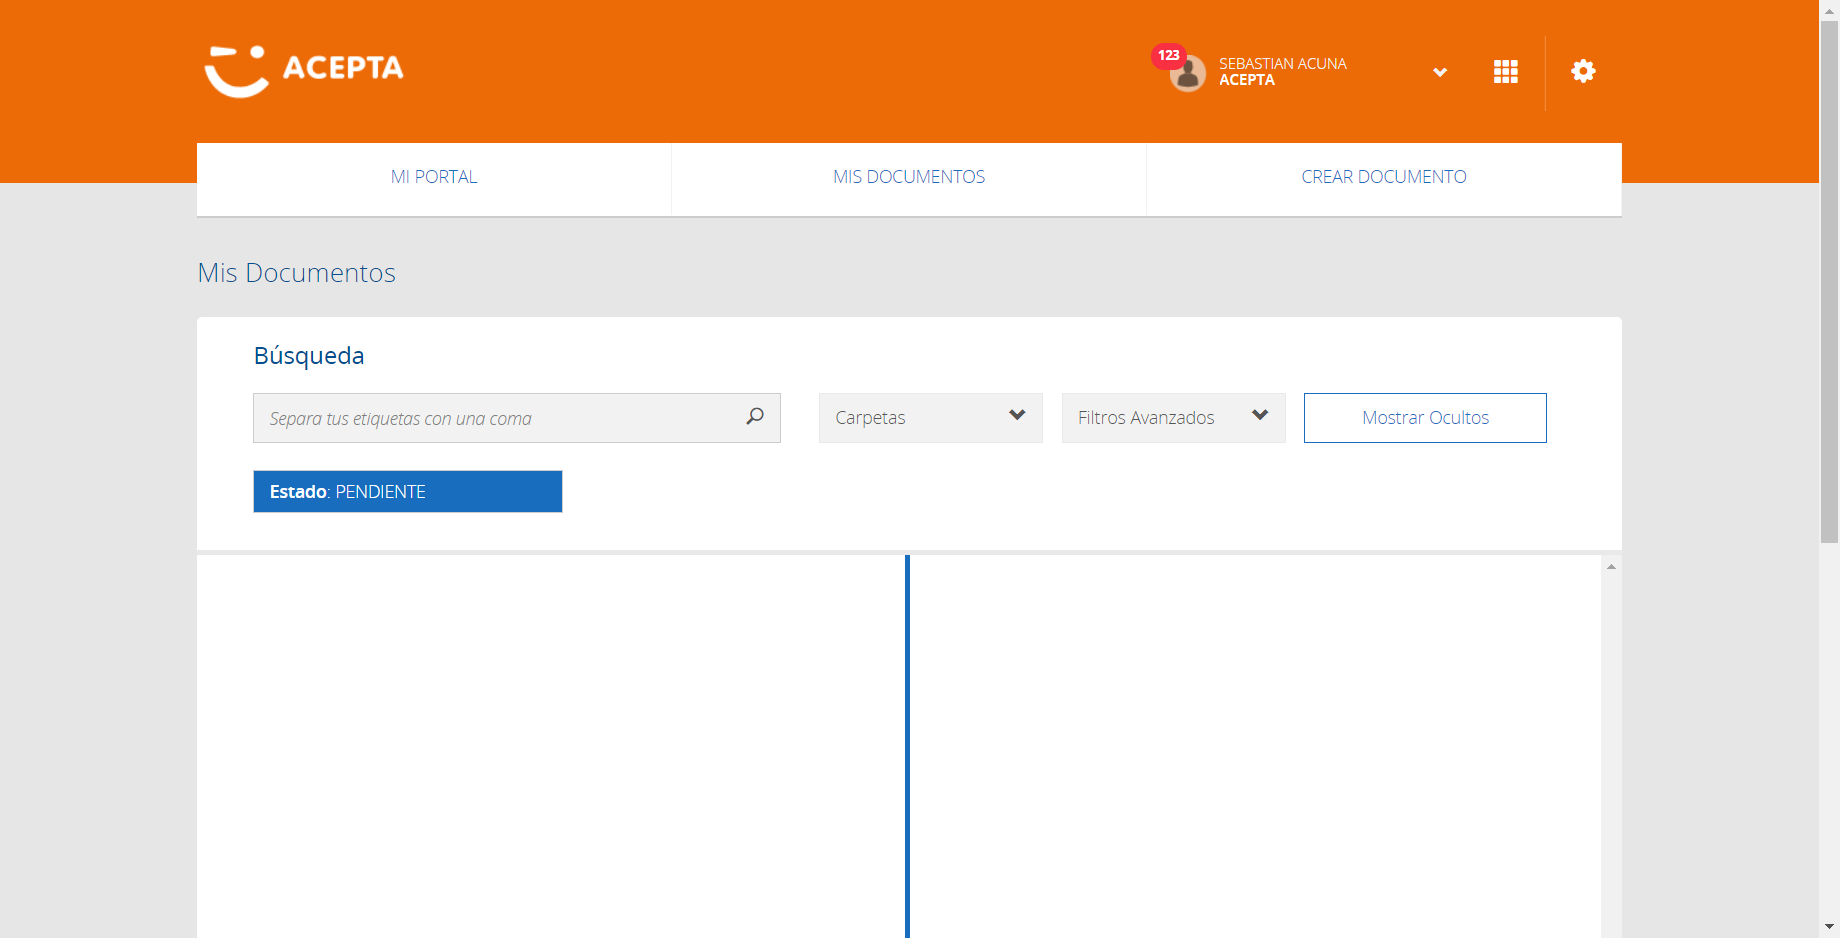 ACEPTA
123
SEBASTIAN ACUNA
ACEPTA
MI PORTAL
MIS DOCUMENTOS
CREAR DOCUMENTO
Mis Documentos
Búsqueda
Separa tus etiquetas con una coma
Carpetas
Filtros Avanzados
Mostrar Ocultos
Estado: PENDIENTE